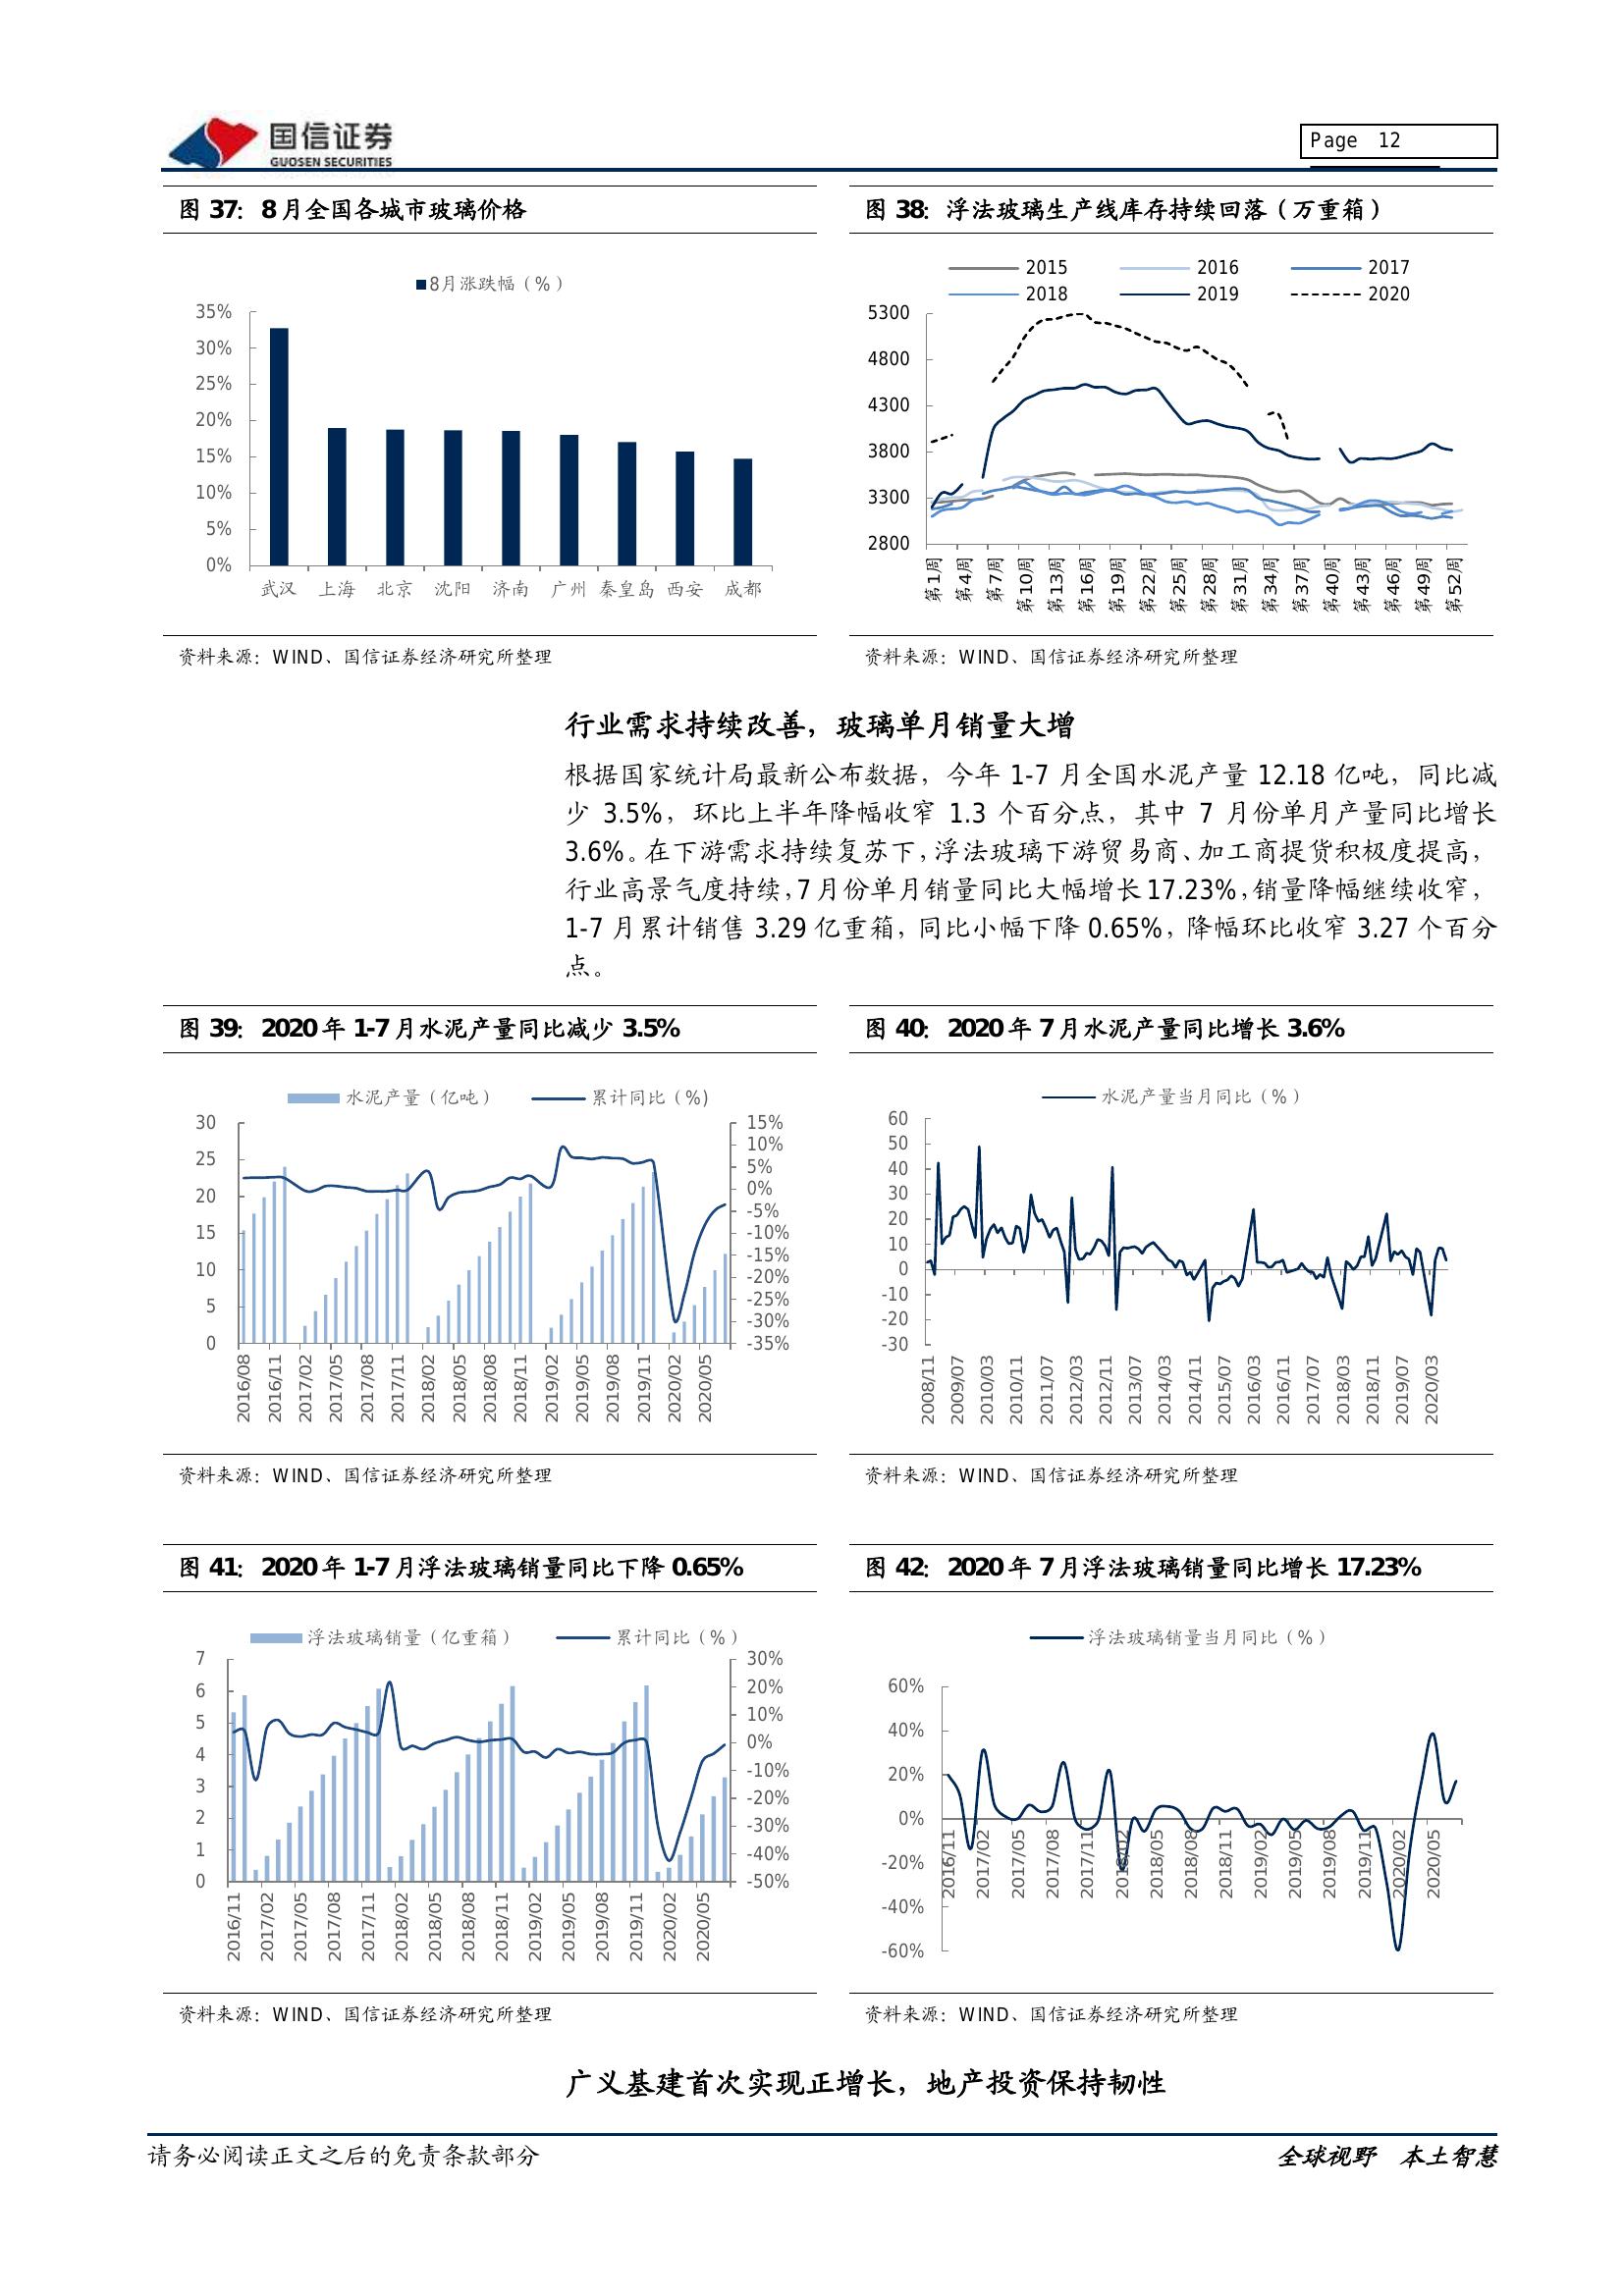 国信证券
GUOSEN SECURITIES
Page 12
图 37：8 月全国各城市玻璃价格
8月涨跌幅（%）
35%
30%
25%
20%
15%
10%
5%
0%
武汉 上海 北京 沈阳 济南 广州 秦皇岛 西安 成都
资料来源：WIND、国信证券经济研究所整理
图 38：浮法玻璃生产线库存持续回落（万重箱）
2015 2016 2017
2018 2019 2020
5300
4800
4300
3800
3300
2800
第1周 第4周 第7周 第10周 第13周 第16周 第19周 第22周 第25周 第28周 第31周 第34周 第37周 第40周 第43周 第46周 第49周 第52周
资料来源：WIND、国信证券经济研究所整理
行业需求持续改善，玻璃单月销量大增
根据国家统计局最新公布数据，今年 1-7 月全国水泥产量 12.18 亿吨，同比减
少 3.5%，环比上半年降幅收窄 1.3 个百分点，其中 7 月份单月产量同比增长
3.6%。在下游需求持续复苏下，浮法玻璃下游贸易商、加工商提货积极度提高，
行业高景气度持续，7 月份单月销量同比大幅增长 17.23%，销量降幅继续收窄，
1-7 月累计销售 3.29 亿重箱，同比小幅下降 0.65%，降幅环比收窄 3.27 个百分
点。
图 39：2020 年 1-7 月水泥产量同比减少 3.5%
水泥产量（亿吨） 累计同比（%）
30
25
20
15
10
5
0
15%
10%
5%
0%
-5%
-10%
-15%
-20%
-25%
-30%
-35%
2016/08 2016/11 2017/02 2017/05 2017/08 2017/11 2018/02 2018/05 2018/08 2018/11 2019/02 2019/05 2019/08 2019/11 2020/02 2020/05
资料来源：WIND、国信证券经济研究所整理
图 40：2020 年 7 月水泥产量同比增长 3.6%
水泥产量当月同比（%）
60
50
40
30
20
10
0
-10
-20
-30
2008/11 2009/07 2010/03 2010/11 2011/07 2012/03 2012/11 2013/07 2014/03 2014/11 2015/07 2016/03 2016/11 2017/07 2018/03 2018/11 2019/07 2020/03
资料来源：WIND、国信证券经济研究所整理
图 41：2020 年 1-7 月浮法玻璃销量同比下降 0.65%
浮法玻璃销量（亿重箱） 累计同比（%）
7
6
5
4
3
2
1
0
30%
20%
10%
0%
-10%
-20%
-30%
-40%
-50%
2016/11 2017/02 2017/05 2017/08 2017/11 2018/02 2018/05 2018/08 2018/11 2019/02 2019/05 2019/08 2019/11 2020/02 2020/05
资料来源：WIND、国信证券经济研究所整理
图 42：2020 年 7 月浮法玻璃销量同比增长 17.23%
浮法玻璃销量当月同比（%）
60%
40%
20%
0%
-20%
-40%
-60%
2016/11 2017/02 2017/05 2017/08 2017/11 2018/02 2018/05 2018/08 2018/11 2019/02 2019/05 2019/08 2019/11 2020/02 2020/05
资料来源：WIND、国信证券经济研究所整理
广义基建首次实现正增长，地产投资保持韧性
请务必阅读正文之后的免责条款部分
全球视野 本土智慧